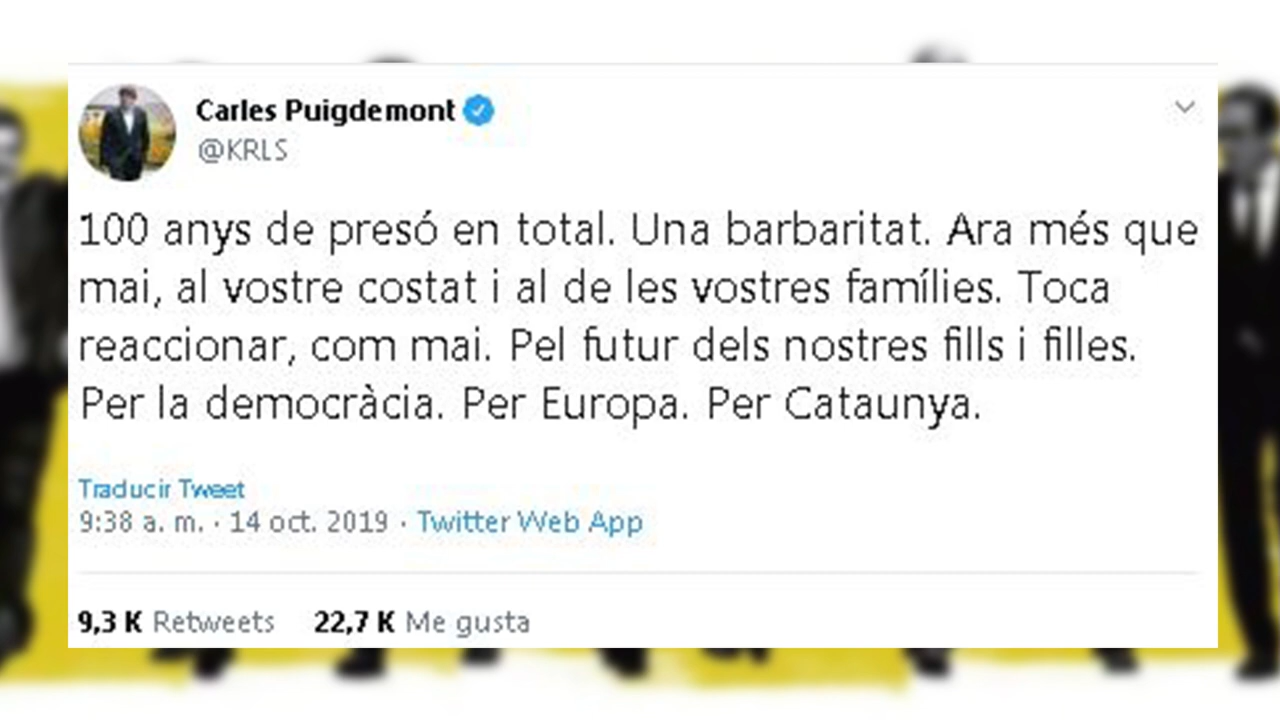 Carles Puigdemont
@KRLS
100 anys de presó en total. Una barbaritat. Ara més que
mai, al vostre costat i al de les vostres famílies. Toca
reaccionar, com mai. Pel futur dels nostres fills i filles.
Per la democràcia. Per Europa. Per Cataunya.
Traducir Tweet
9:38 a. m. · 14 oct. 2019 · Twitter Web App
9,3 K Retweets 22,7 K Me gusta